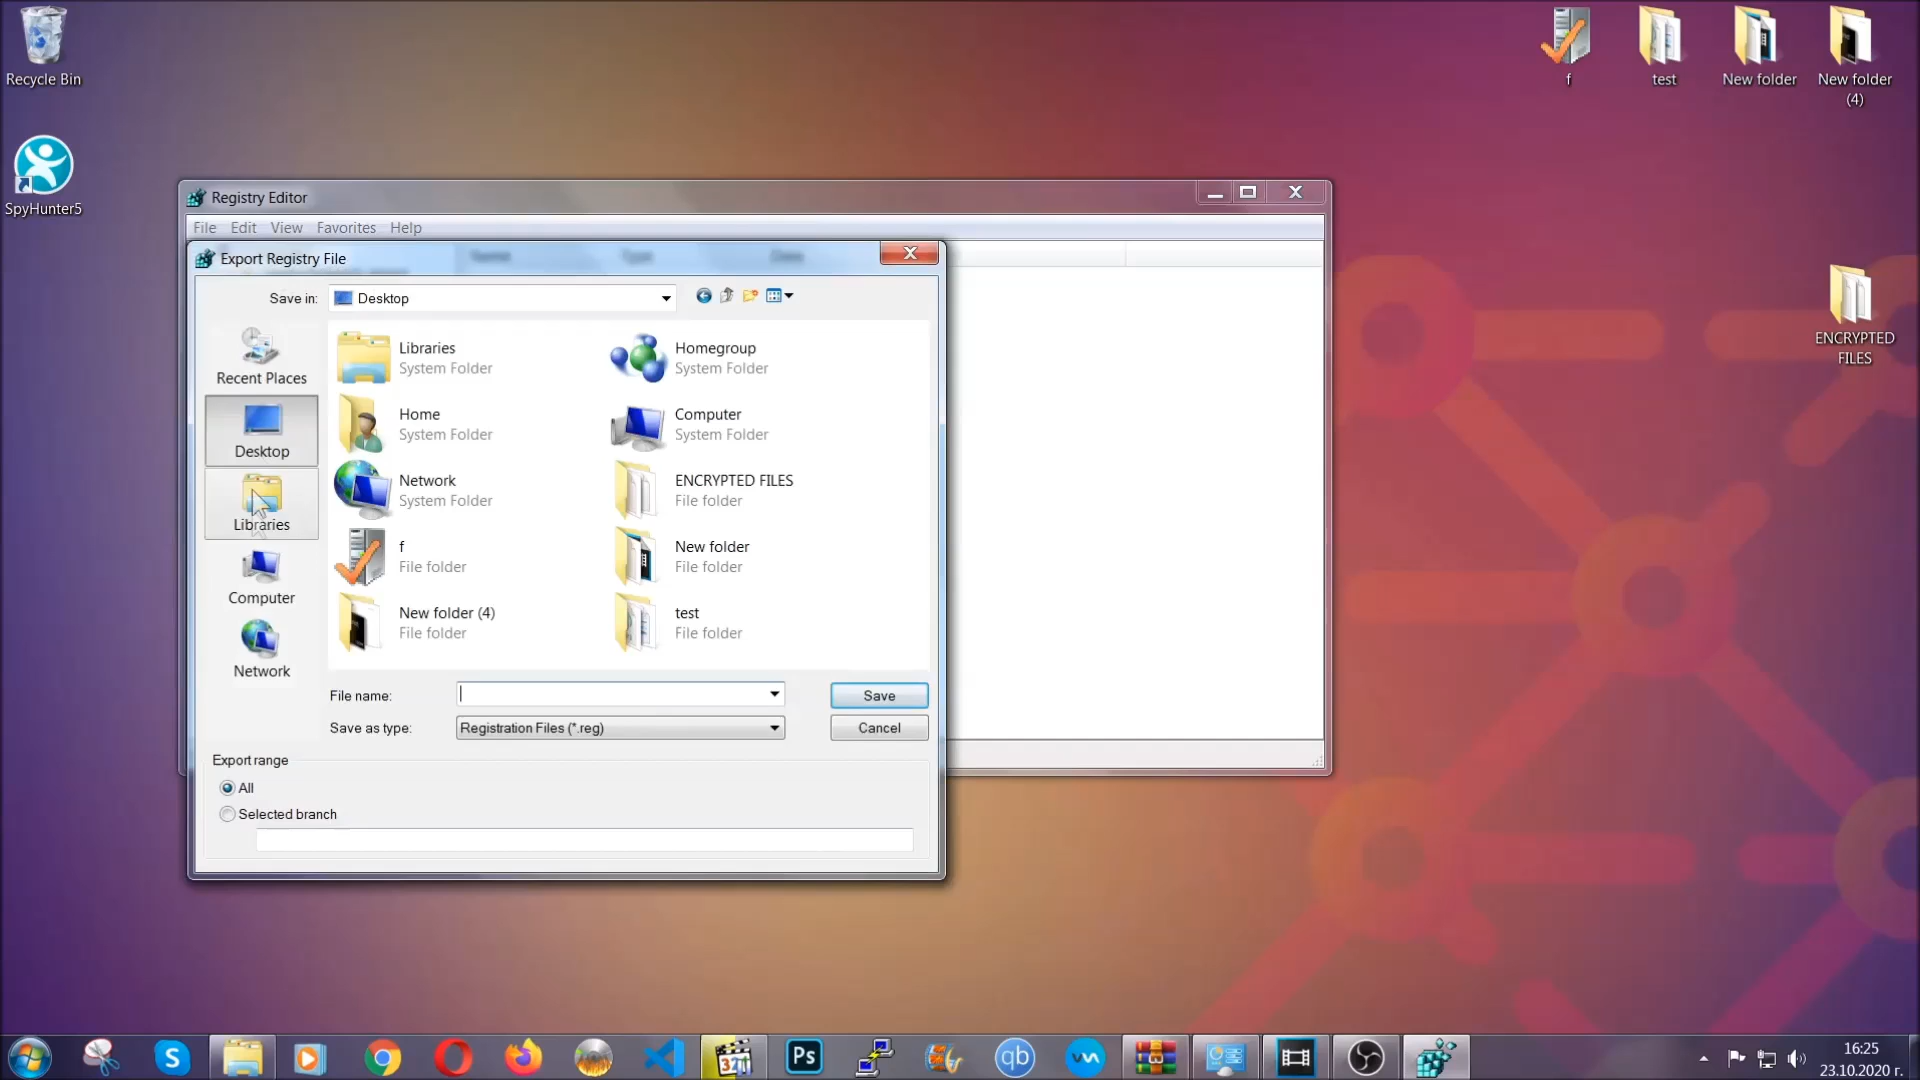 Recycle Bin
SpyHunter5
f
test
New folder
New folder
(4)
ENCRYPTED
FILES
Registry Editor
File Edit View Favorites Help
Export Registry File
Save in: Desktop
Recent Places
Desktop
Libraries
Computer
Network
Libraries
System Folder
Homegroup
System Folder
Home
System Folder
Computer
System Folder
Network
System Folder
ENCRYPTED FILES
File folder
f
File folder
New folder
File folder
New folder (4)
File folder
test
File folder
File name:
Save
Save as type: Registration Files (*.reg)
Cancel
Export range
All
Selected branch
S
321
Ps
qb
16:25
23.10.2020 г.